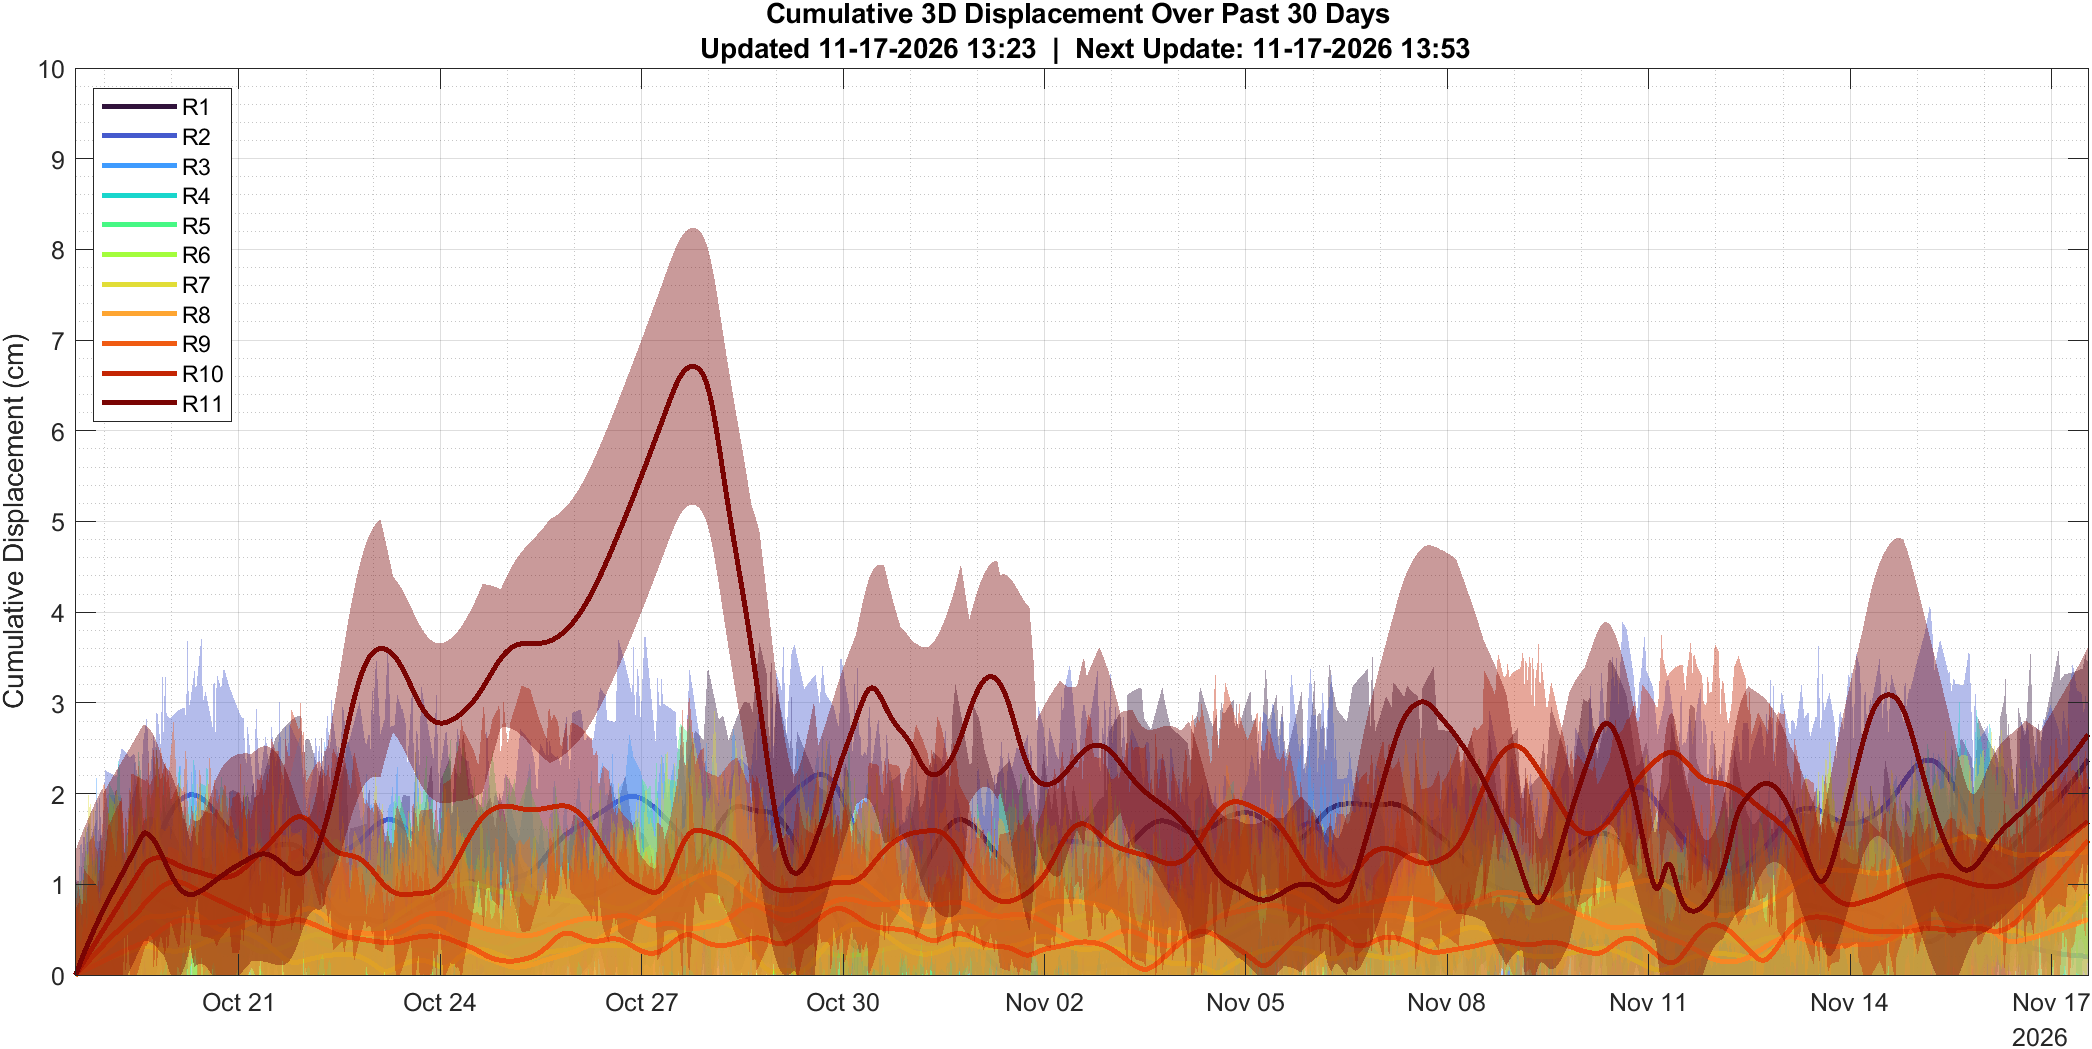 Cumulative 3D Displacement Over Past 30 Days
Updated 11-17-2026 13:23 | Next Update: 11-17-2026 13:53
Cumulative Displacement (cm)
10
9
8
7
6
5
4
3
2
1
0
R1
R2
R3
R4
R5
R6
R7
R8
R9
R10
R11
Oct 21 Oct 24 Oct 27 Oct 30 Nov 02 Nov 05 Nov 08 Nov 11 Nov 14 Nov 17
2026